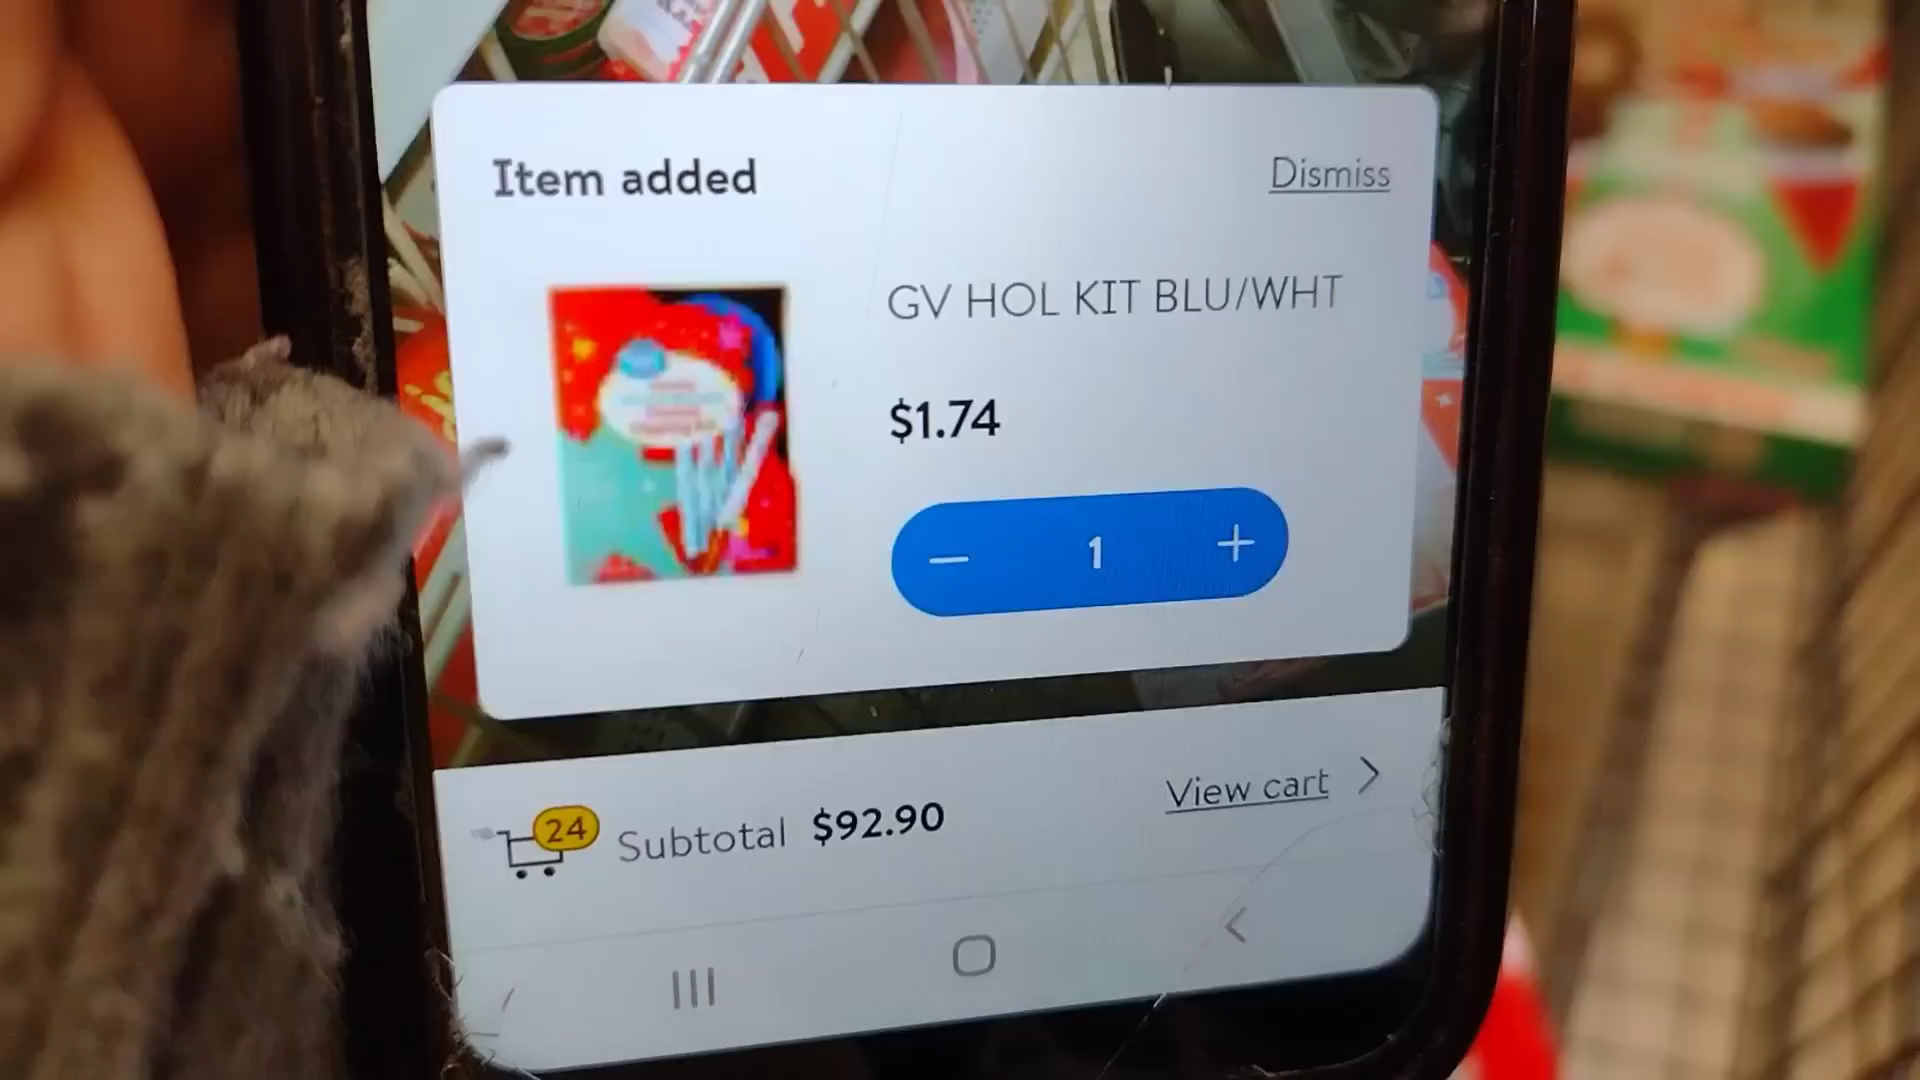 Item added
Dismiss
GV HOL KIT BLU/WHT
$1.74
1
24
Subtotal $92.90
View cart